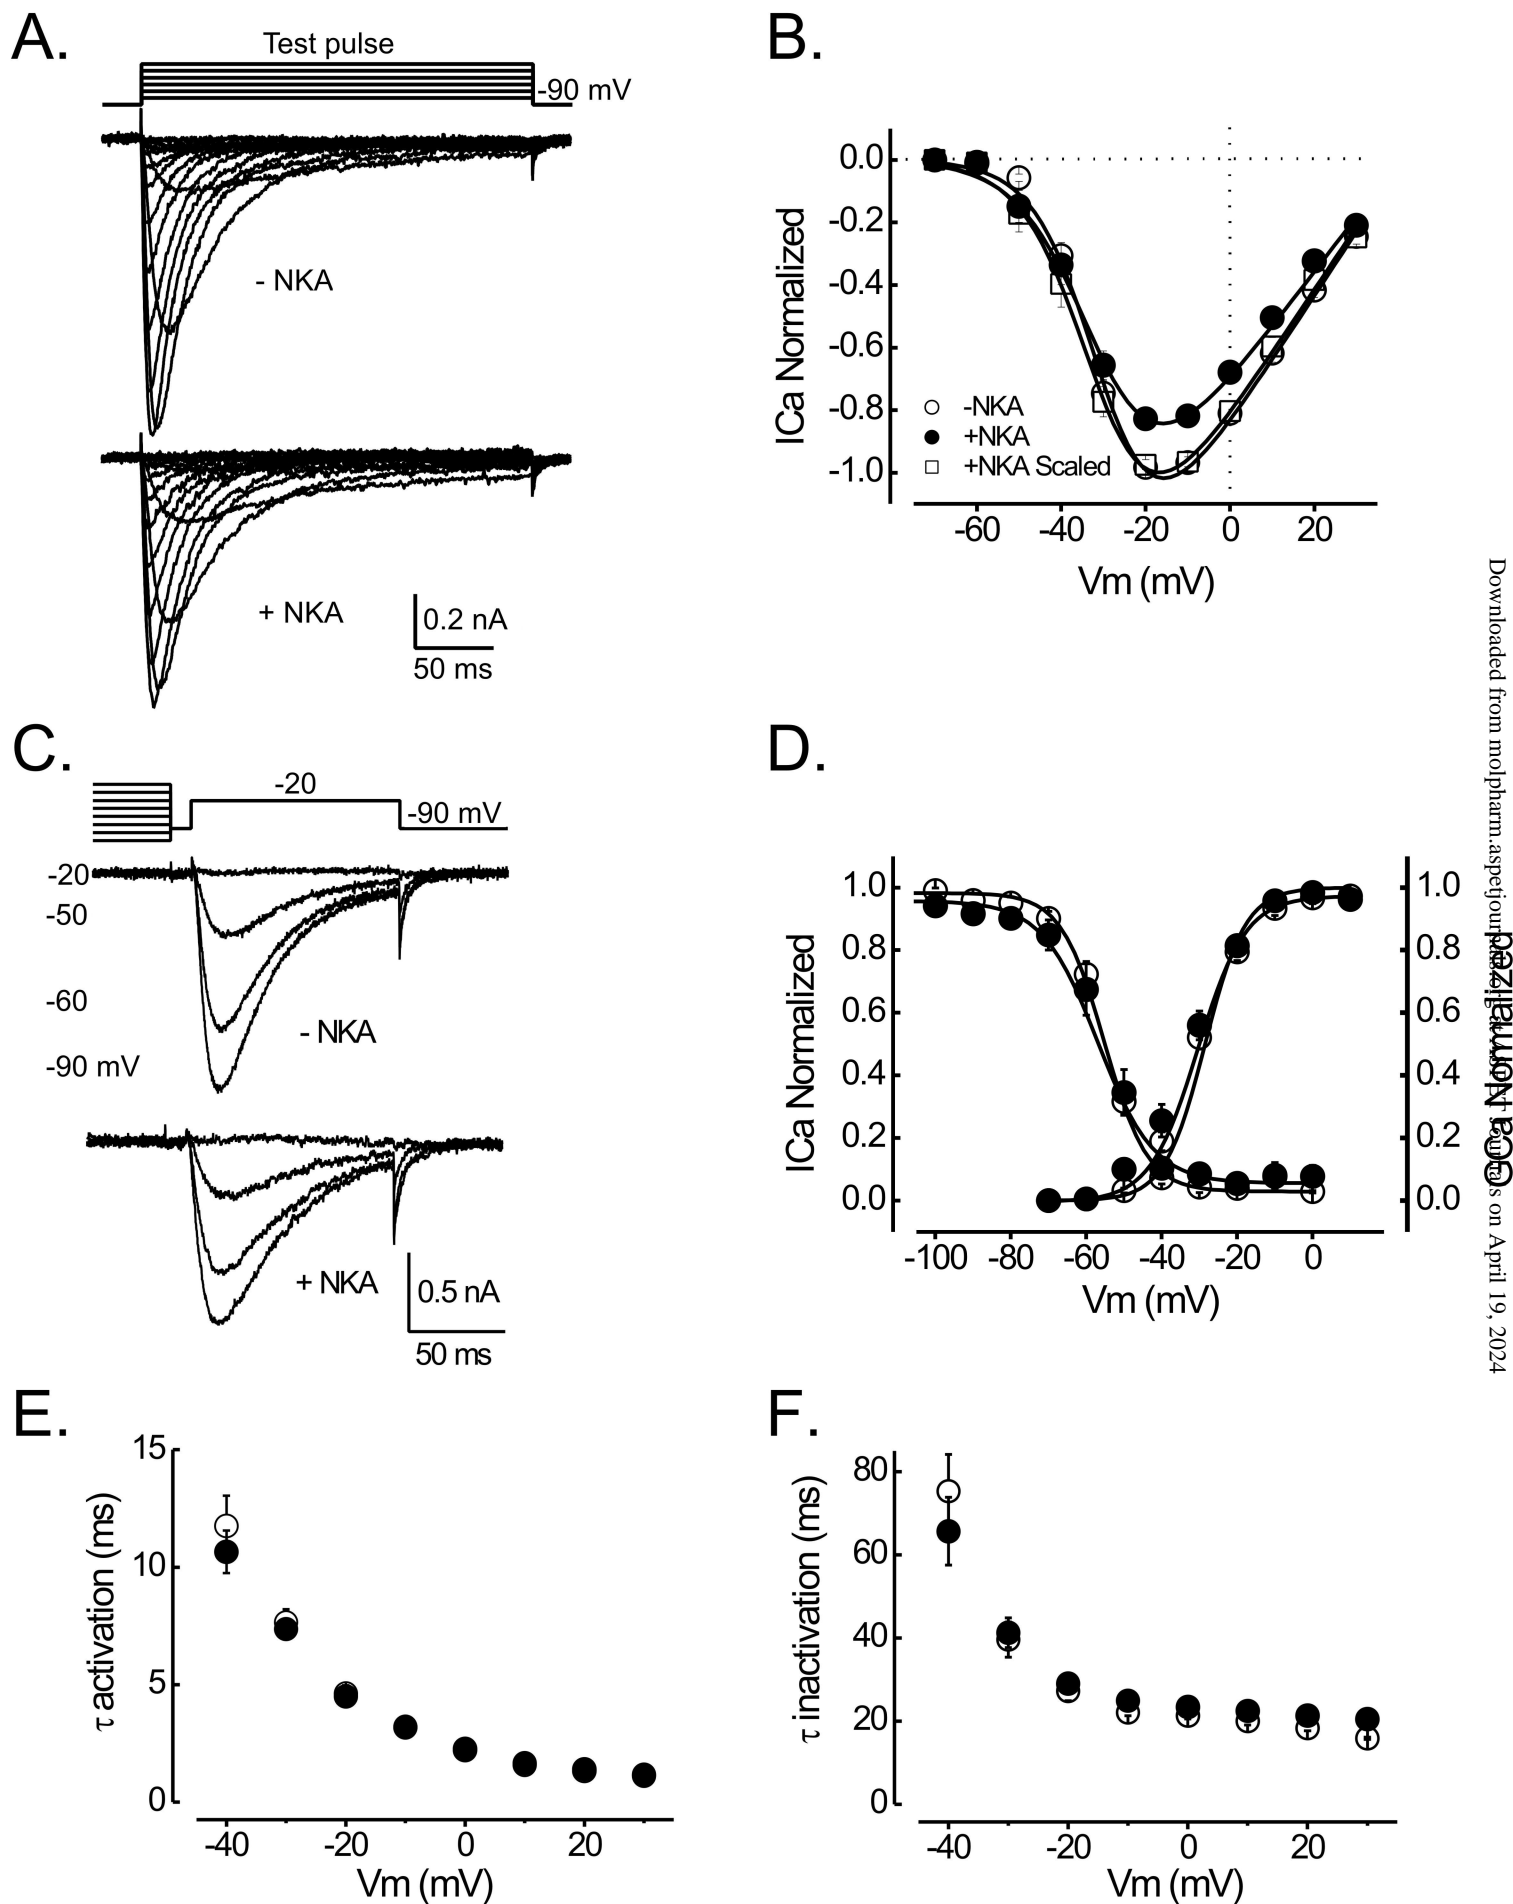 A.
Test pulse
-90 mV
- NKA
+ NKA
0.2 nA
50 ms
B.
0.0
-0.2
-0.4
-0.6
-0.8
-1.0
ICa Normalized
-NKA
+NKA
+NKA Scaled
-60 -40 -20 0 20
Vm (mV)
C.
-20
-90 mV
-20
-50
-60
-90 mV
- NKA
+ NKA
0.5 nA
50 ms
D.
1.0
0.8
0.6
0.4
0.2
0.0
ICa Normalized
1.0
0.8
0.6
0.4
0.2
0.0
GCa Normalized
-100 -80 -60 -40 -20 0
Vm (mV)
E.
15
10
5
0
τ activation (ms)
-40 -20 0 20
Vm (mV)
F.
80
60
40
20
0
τ inactivation (ms)
-40 -20 0 20
Vm (mV)
Downloaded from molpharm.aspetjournals.org at ASPET Journals on April 19, 2024